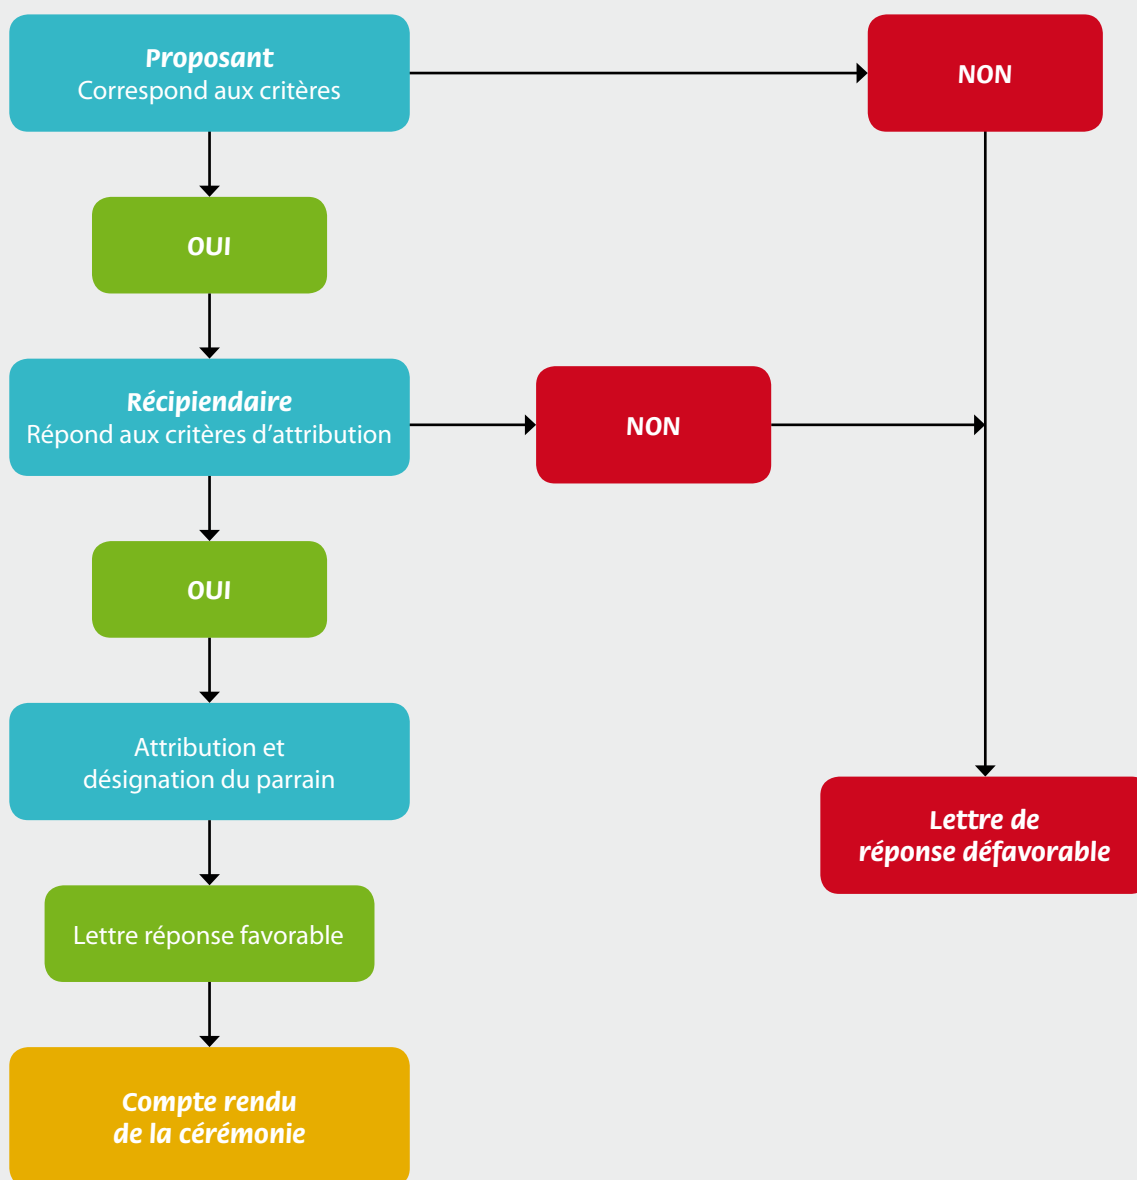 Proposant
Correspond aux critères
NON
OUI
Récipiendaire
Répond aux critères d’attribution
NON
OUI
Attribution et
désignation du parrain
Lettre de
réponse défavorable
Lettre réponse favorable
Compte rendu
de la cérémonie